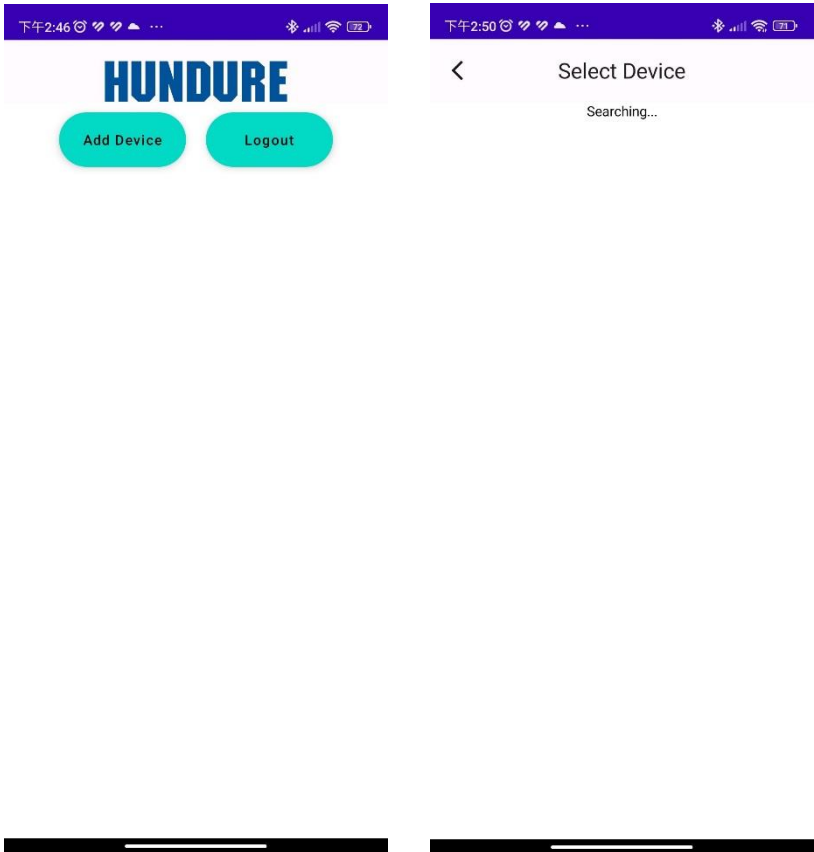 下午2:46
72
HUNDURE
Add Device
Logout
下午2:50
71
Select Device
Searching...